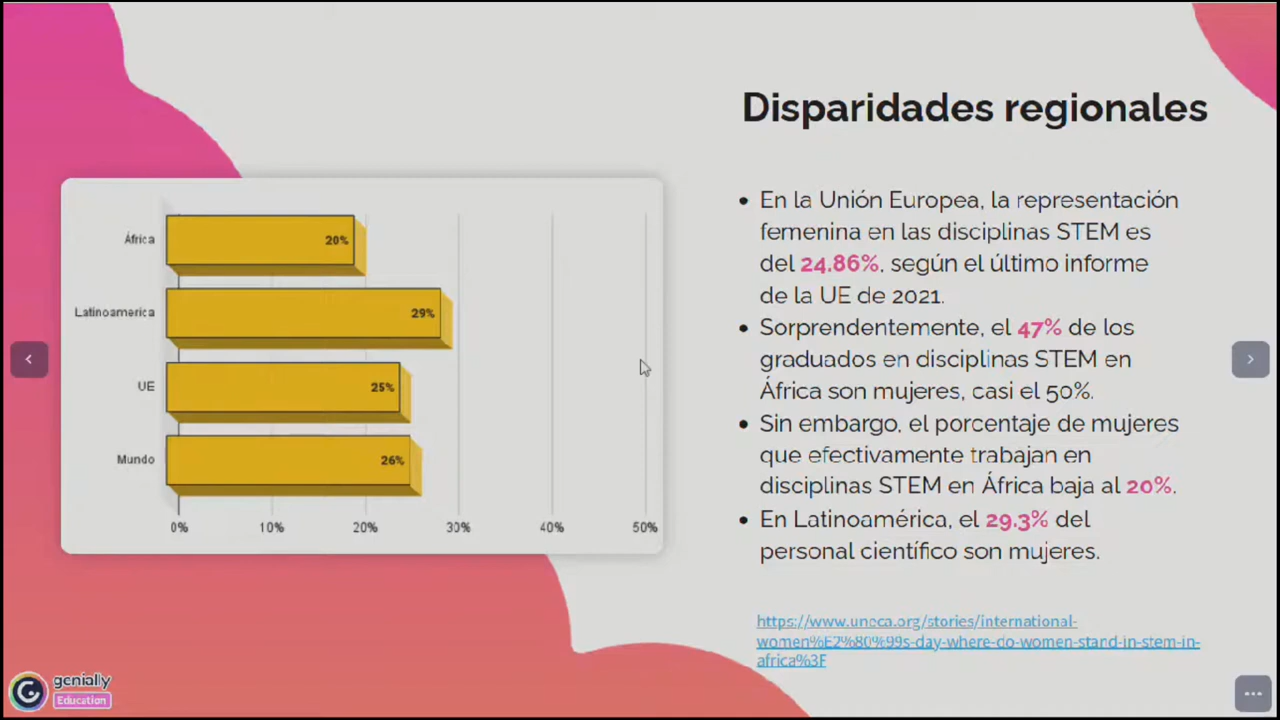 Disparidades regionales
África
20%
Latinoamerica
29%
UE
25%
Mundo
26%
0% 10% 20% 30% 40% 50%
• En la Unión Europea, la representación
femenina en las disciplinas STEM es
del 24.86%, según el último informe
de la UE de 2021.
• Sorprendentemente, el 47% de los
graduados en disciplinas STEM en
África son mujeres, casi el 50%.
• Sin embargo, el porcentaje de mujeres
que efectivamente trabajan en
disciplinas STEM en África baja al 20%.
• En Latinoamérica, el 29.3% del
personal científico son mujeres.
https://www.uneca.org/stories/international-
women%E2%80%99s-day-where-do-women-stand-in-stem-in-
africa%3F
genially
Education